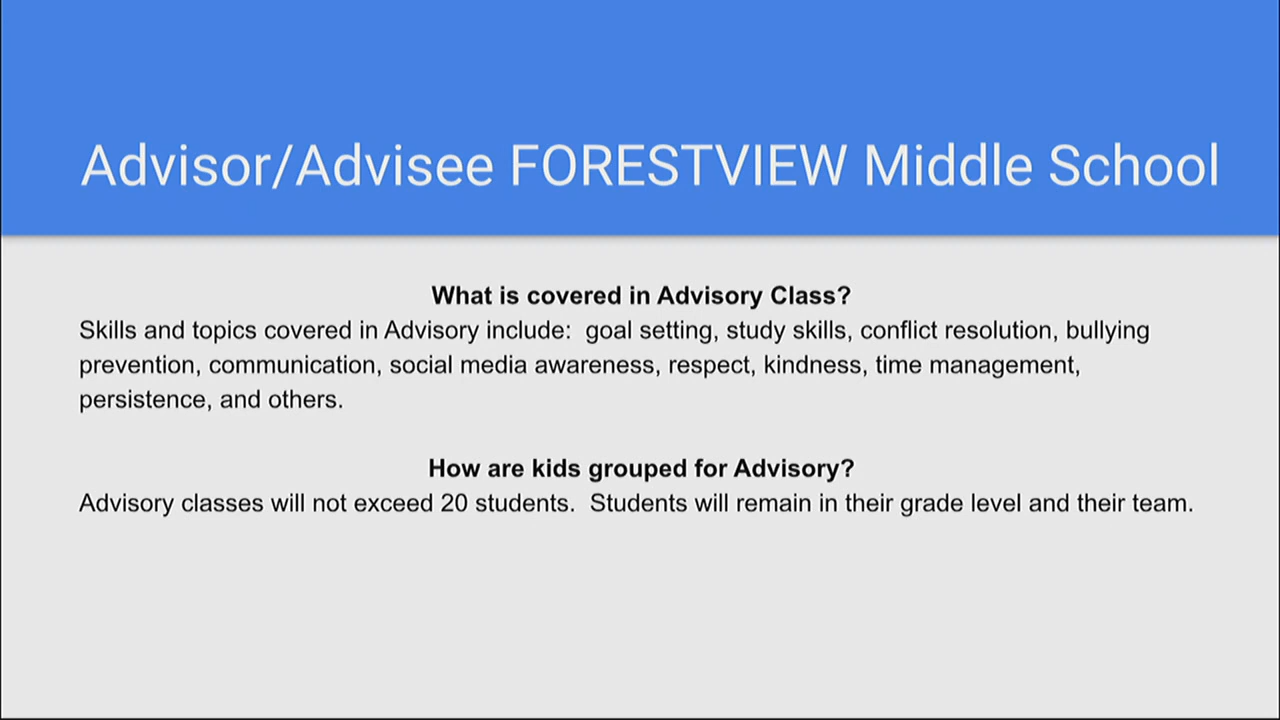 Advisor/Advisee FORESTVIEW Middle School
What is covered in Advisory Class?
Skills and topics covered in Advisory include:  goal setting, study skills, conflict resolution, bullying
prevention, communication, social media awareness, respect, kindness, time management,
persistence, and others.
How are kids grouped for Advisory?
Advisory classes will not exceed 20 students.  Students will remain in their grade level and their team.